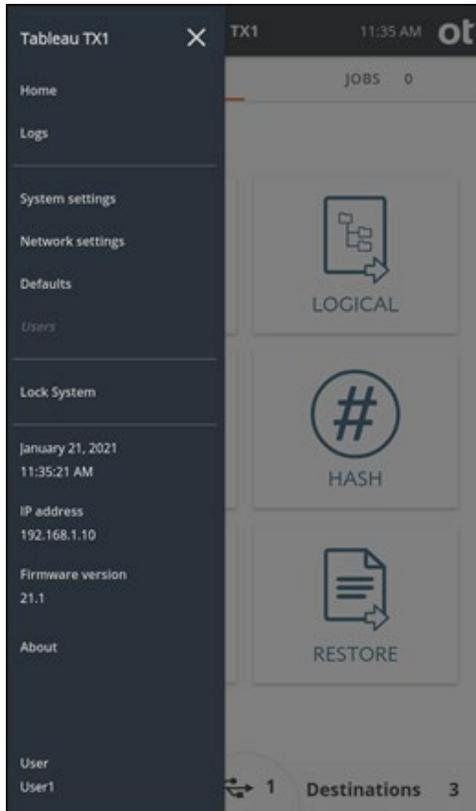 Tableau TX1
TX1
11:35 AM
ot
JOBS 0
Home
Logs
System settings
Network settings
Defaults
Users
Lock System
January 21, 2021
11:35:21 AM
IP address
192.168.1.10
Firmware version
21.1
About
User
User1
LOGICAL
#
HASH
RESTORE
1
Destinations 3